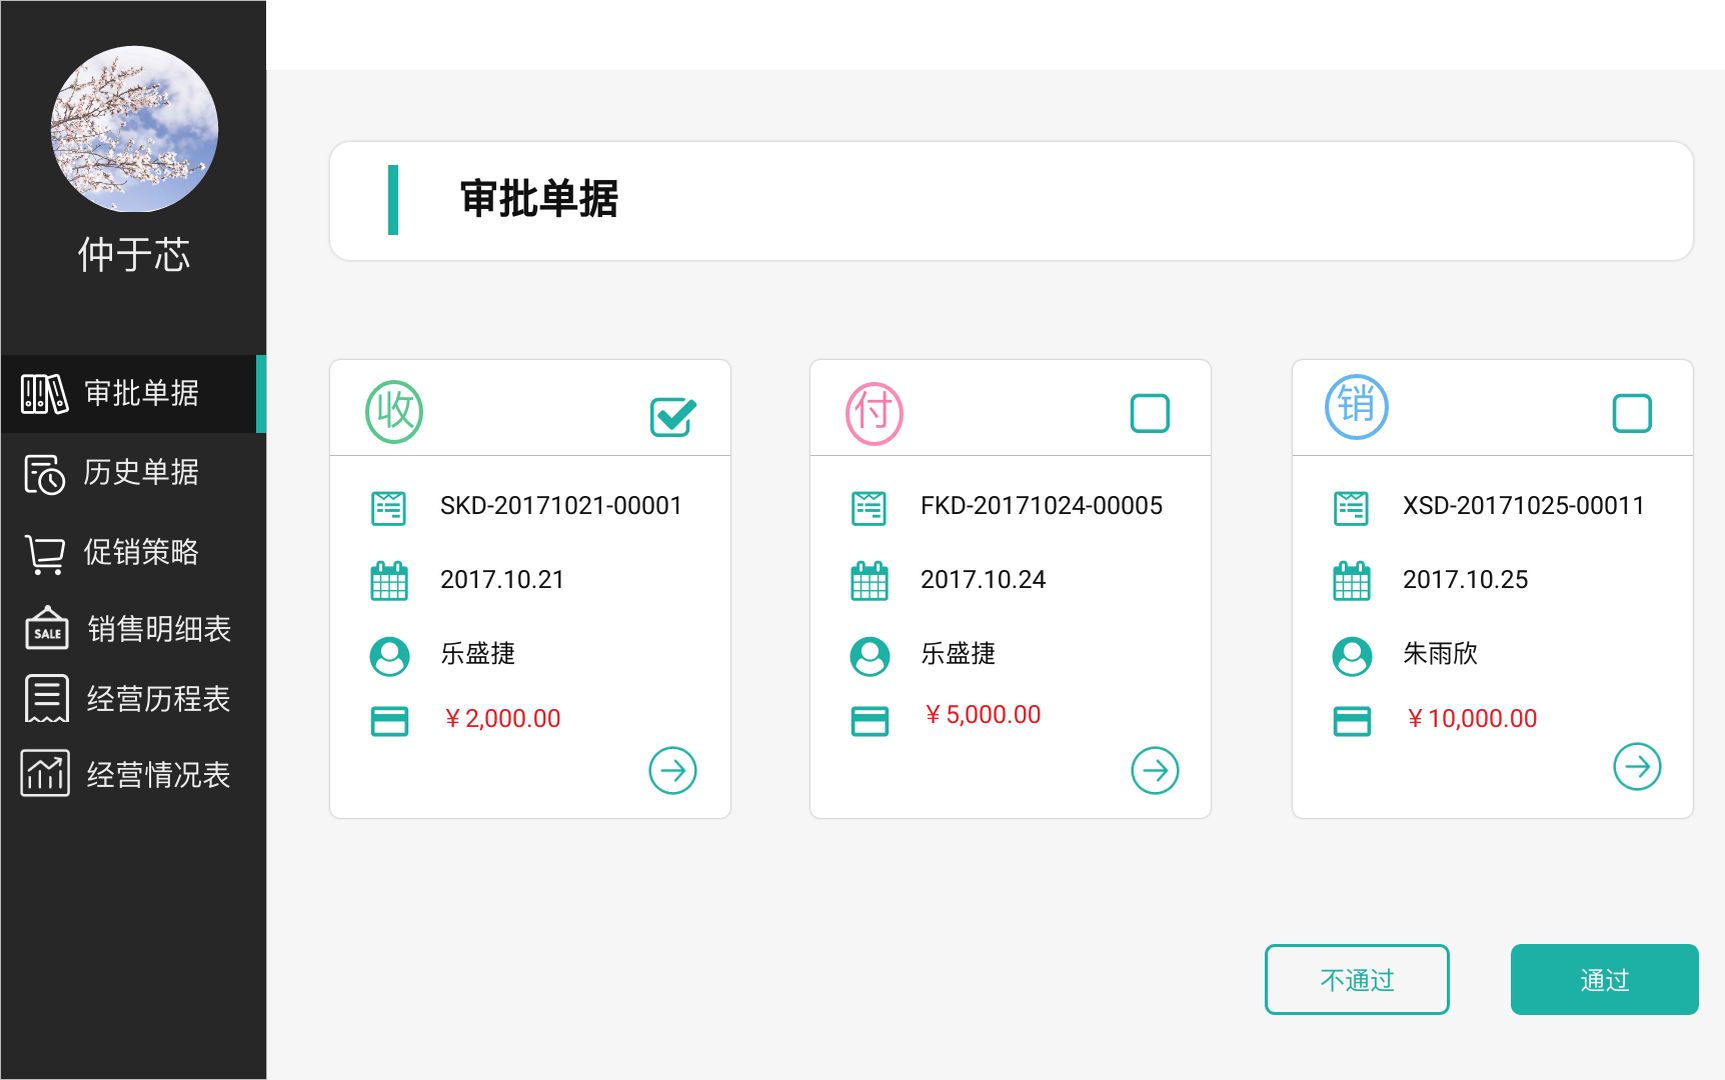 仲于芯
审批单据
历史单据
促销策略
SALE
销售明细表
经营历程表
经营情况表
审批单据
收
SKD-20171021-00001
2017.10.21
乐盛捷
¥ 2,000.00
付
FKD-20171024-00005
2017.10.24
乐盛捷
¥ 5,000.00
销
XSD-20171025-00011
2017.10.25
朱雨欣
¥ 10,000.00
不通过
通过